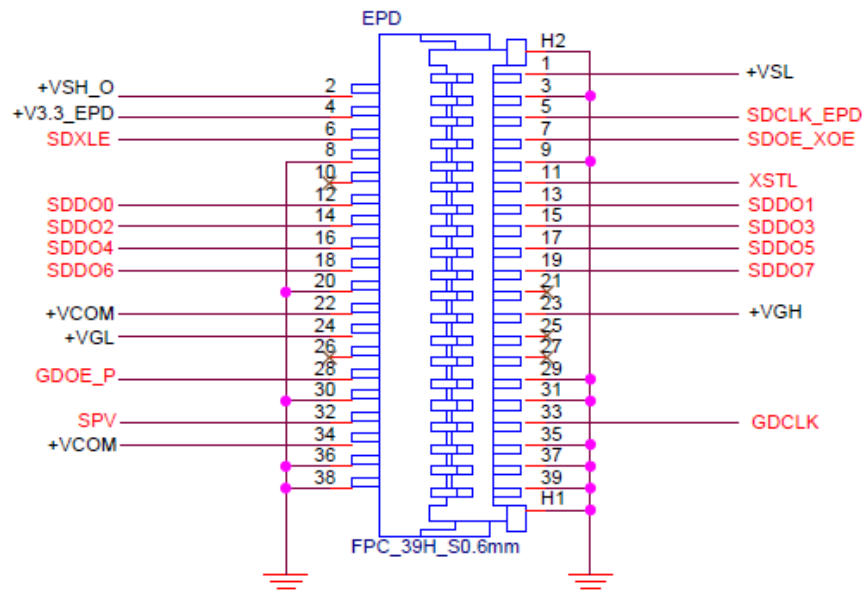 EPD
H2
1 +VSL
+VSH_O 2
3
+V3.3_EPD 4
5 SDCLK_EPD
SDXLE 6
7 SDOE_XOE
8
9
10
11 XSTL
SDDO0 12
13 SDDO1
SDDO2 14
15 SDDO3
SDDO4 16
17 SDDO5
SDDO6 18
19 SDDO7
20
21
+VCOM 22
23 +VGH
+VGL 24
25
26
27
GDOE_P 28
29
30
31
SPV 32
33 GDCLK
+VCOM 34
35
36
37
38
39
H1
FPC_39H_S0.6mm